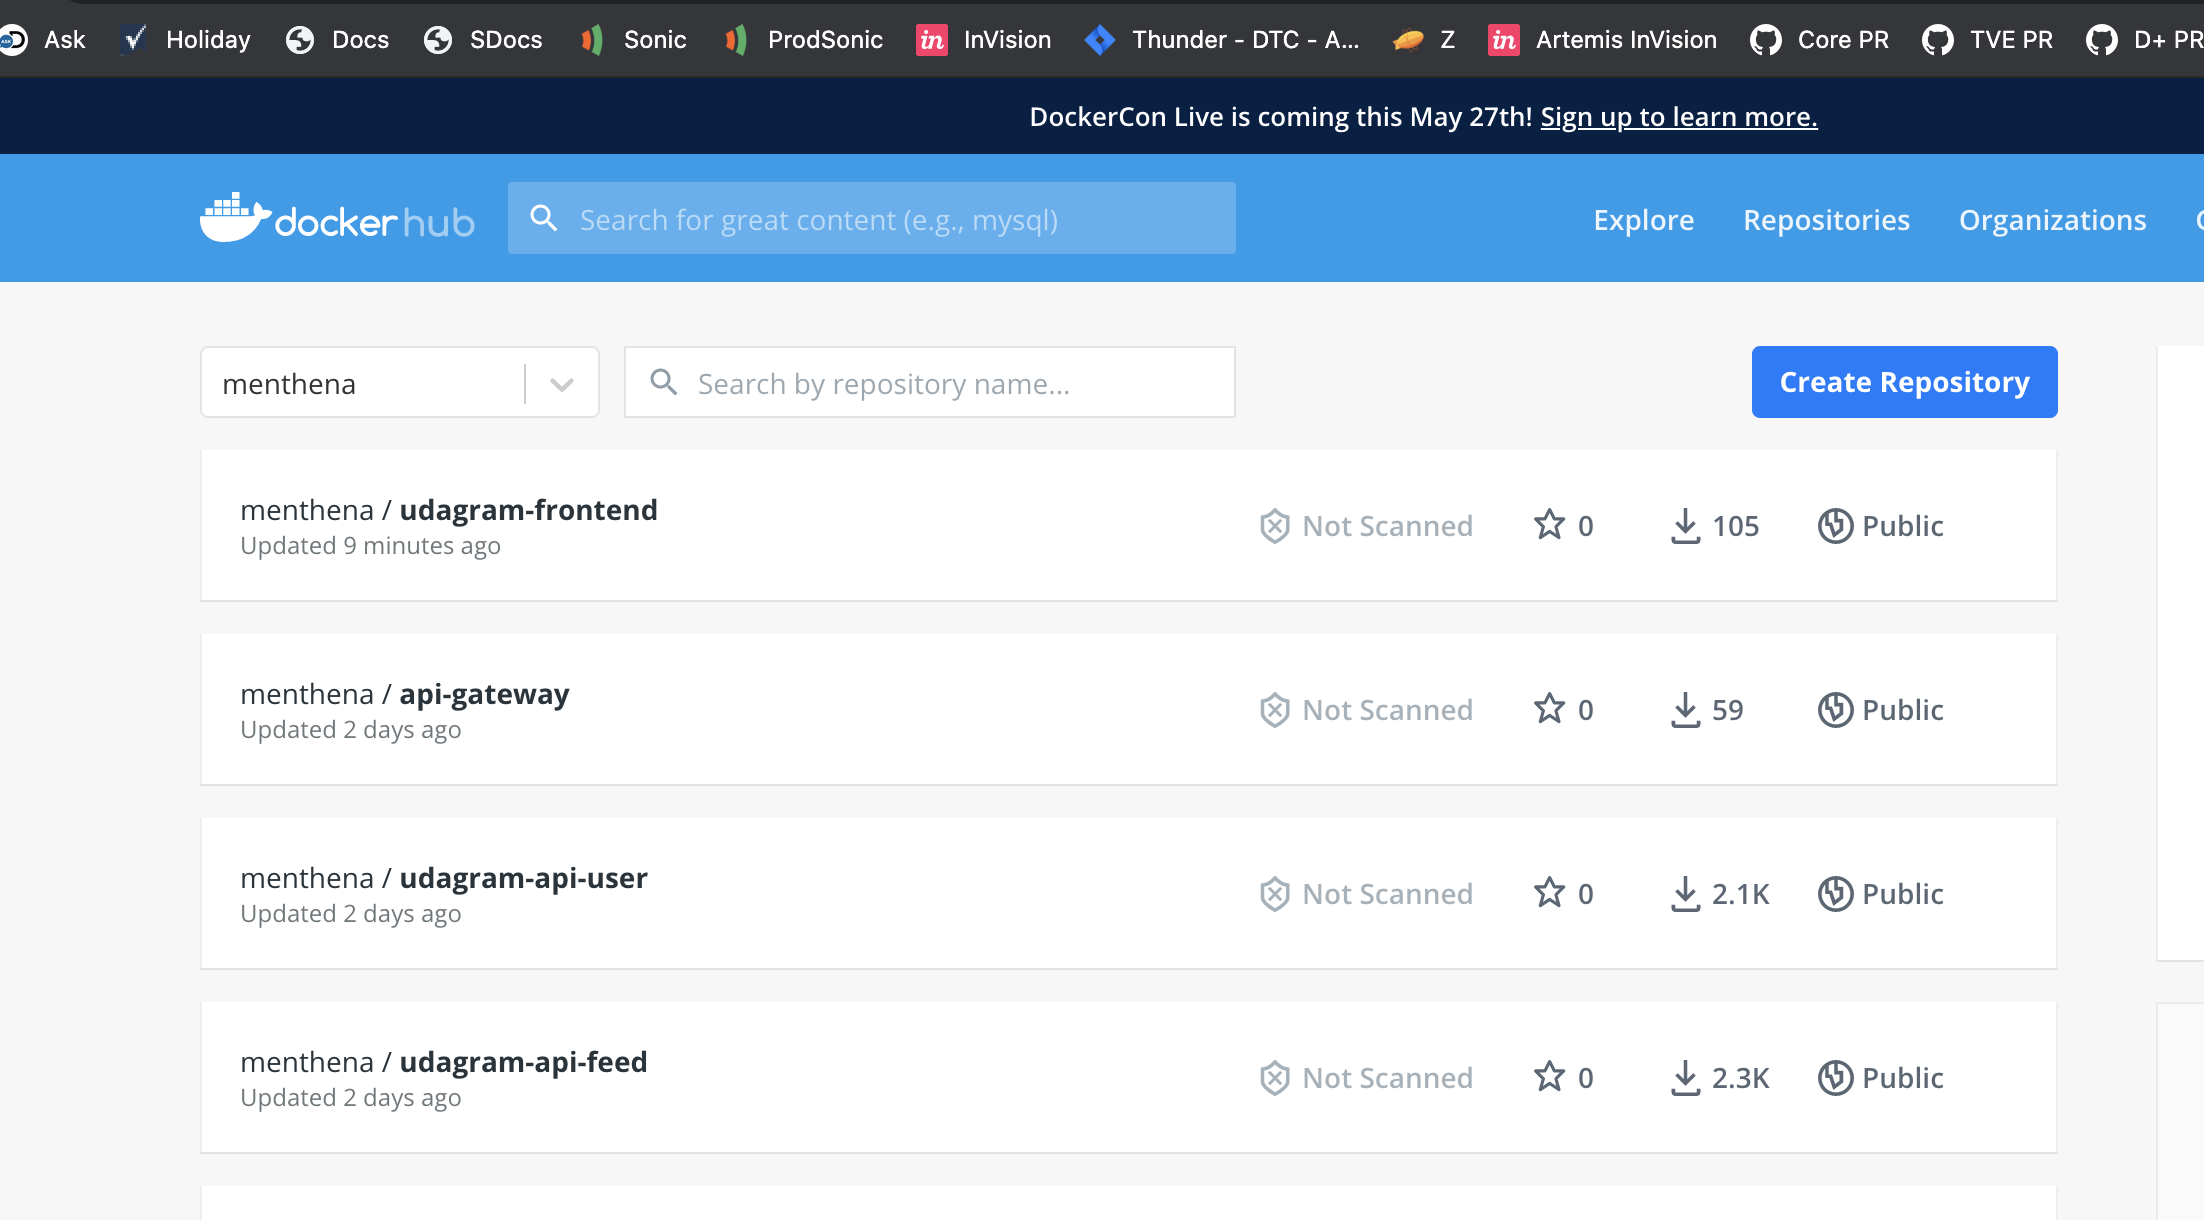 Ask Holiday Docs SDocs Sonic ProdSonic in InVision Thunder - DTC - A... Z in Artemis InVision Core PR TVE PR D+ PR
DockerCon Live is coming this May 27th! Sign up to learn more.
docker hub Search for great content (e.g., mysql) Explore Repositories Organizations
menthena Search by repository name... Create Repository
menthena / udagram-frontend
Updated 9 minutes ago
Not Scanned 0 105 Public
menthena / api-gateway
Updated 2 days ago
Not Scanned 0 59 Public
menthena / udagram-api-user
Updated 2 days ago
Not Scanned 0 2.1K Public
menthena / udagram-api-feed
Updated 2 days ago
Not Scanned 0 2.3K Public